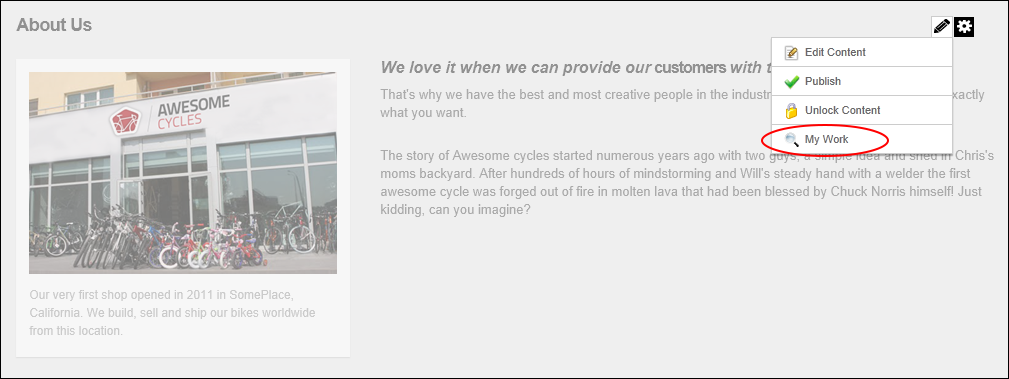 About Us
Edit Content
Publish
Unlock Content
My Work
AWESOME
CYCLES
Our very first shop opened in 2011 in SomePlace,
California. We build, sell and ship our bikes worldwide
from this location.
We love it when we can provide our customers with
That's why we have the best and most creative people in the exactly
what you want.
The story of Awesome cycles started numerous years ago with two guys, a simple idea and shed in Chris's
moms backyard. After hundreds of hours of mindstorming and Will's steady hand with a welder the first
awesome cycle was forged out of fire in molten lava that had been blessed by Chuck Norris himself! Just
kidding, can you imagine?